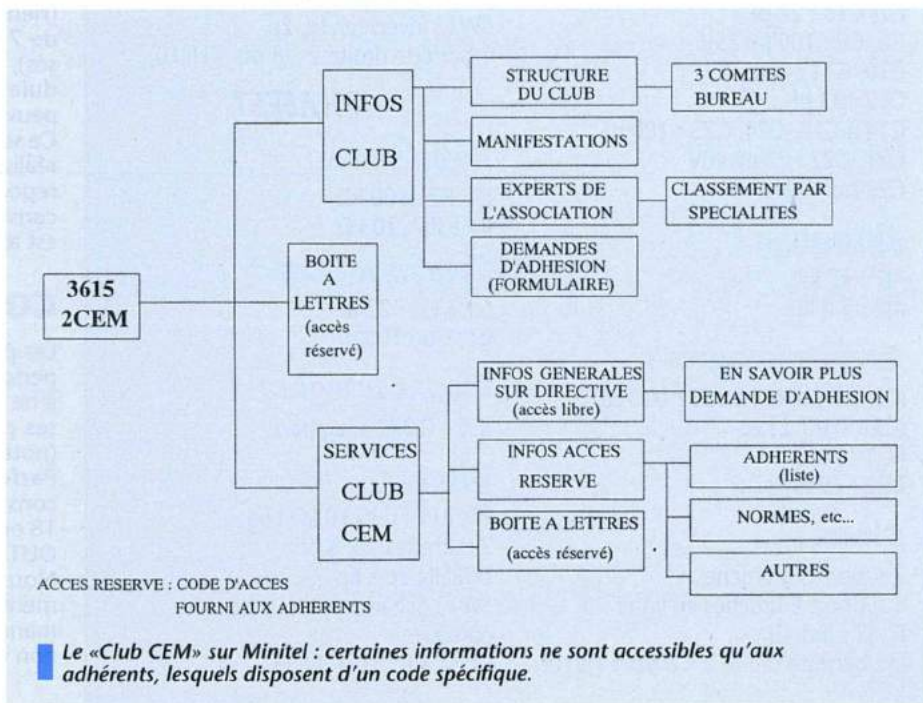 INFOS
CLUB
STRUCTURE
DU CLUB
3 COMITES
BUREAU
MANIFESTATIONS
EXPERTS DE
L'ASSOCIATION
CLASSEMENT PAR
SPECIALITES
DEMANDES
D'ADHESION
(FORMULAIRE)
BOITE
A
LETTRES
(accès
réservé)
3615
2CEM
SERVICES
CLUB
CEM
INFOS GENERALES
SUR DIRECTIVE
(accès libre)
EN SAVOIR PLUS
DEMANDE D'ADHESION
INFOS ACCES
RESERVE
ADHERENTS
(liste)
NORMES, etc...
AUTRES
BOITE A LETTRES
(accès réservé)
ACCES RESERVE : CODE D'ACCES
FOURNI AUX ADHERENTS
Le «Club CEM» sur Minitel : certaines informations ne sont accessibles qu'aux
adhérents, lesquels disposent d'un code spécifique.